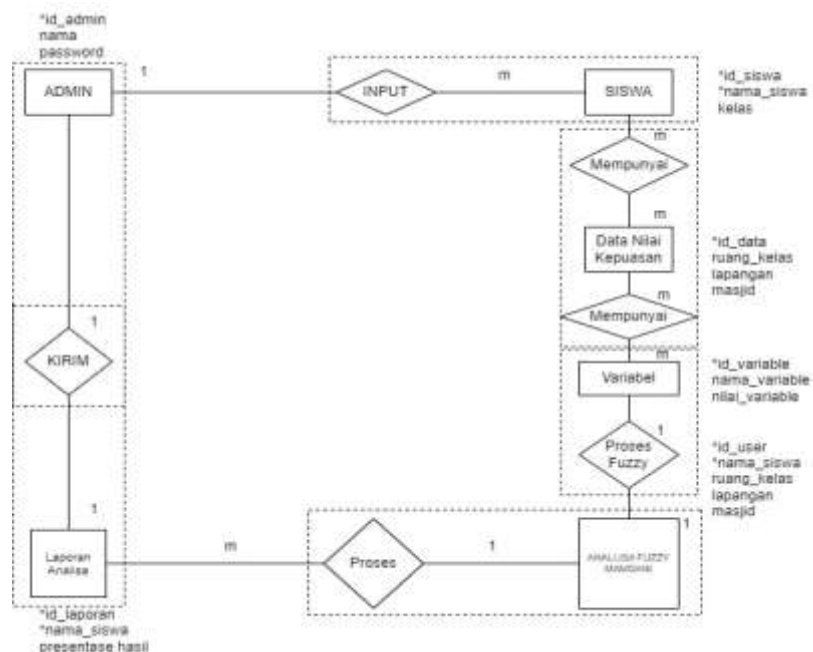 *id_admin
nama
password
ADMIN
1
INPUT
m
SISWA
*id_siswa
*nama_siswa
kelas
m
Mempunyai
m
Data Nilai
Kepuasan
*id_data
ruang_kelas
lapangan
masjid
m
Mempunyai
m
Variabel
*id_variable
nama_variable
nilai_variable
1
KIRIM
1
Proses
Fuzzy
*id_user
*nama_siswa
ruang_kelas
lapangan
masjid
1
Laporan
Analisa
m
Proses
1
1
ANALISA FUZZY
*id_laporan
*nama_siswa
presentase hasil